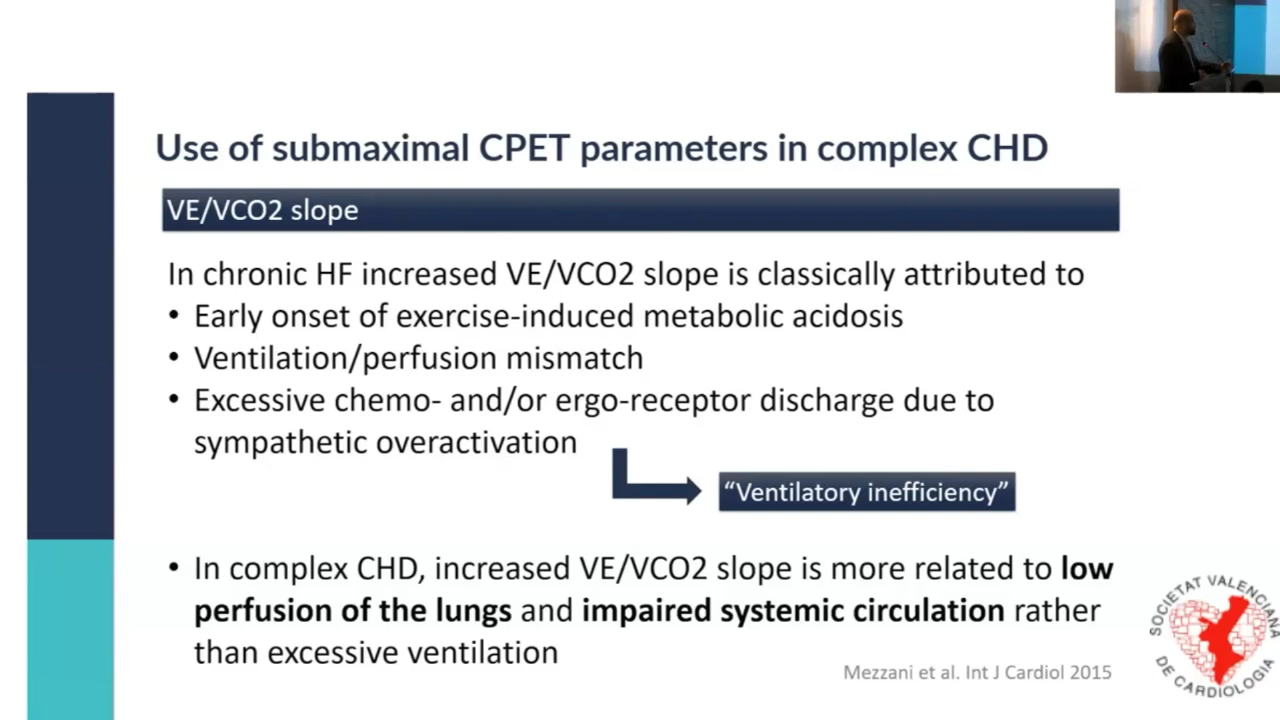 Use of submaximal CPET parameters in complex CHD
VE/VCO2 slope
In chronic HF increased VE/VCO2 slope is classically attributed to
• Early onset of exercise-induced metabolic acidosis
• Ventilation/perfusion mismatch
• Excessive chemo- and/or ergo-receptor discharge due to
sympathetic overactivation
“Ventilatory inefficiency”
• In complex CHD, increased VE/VCO2 slope is more related to low
perfusion of the lungs and impaired systemic circulation rather
than excessive ventilation
Mezzani et al. Int J Cardiol 2015
SOCIETAT VALENCIANA
DE CARDIOLOGIA